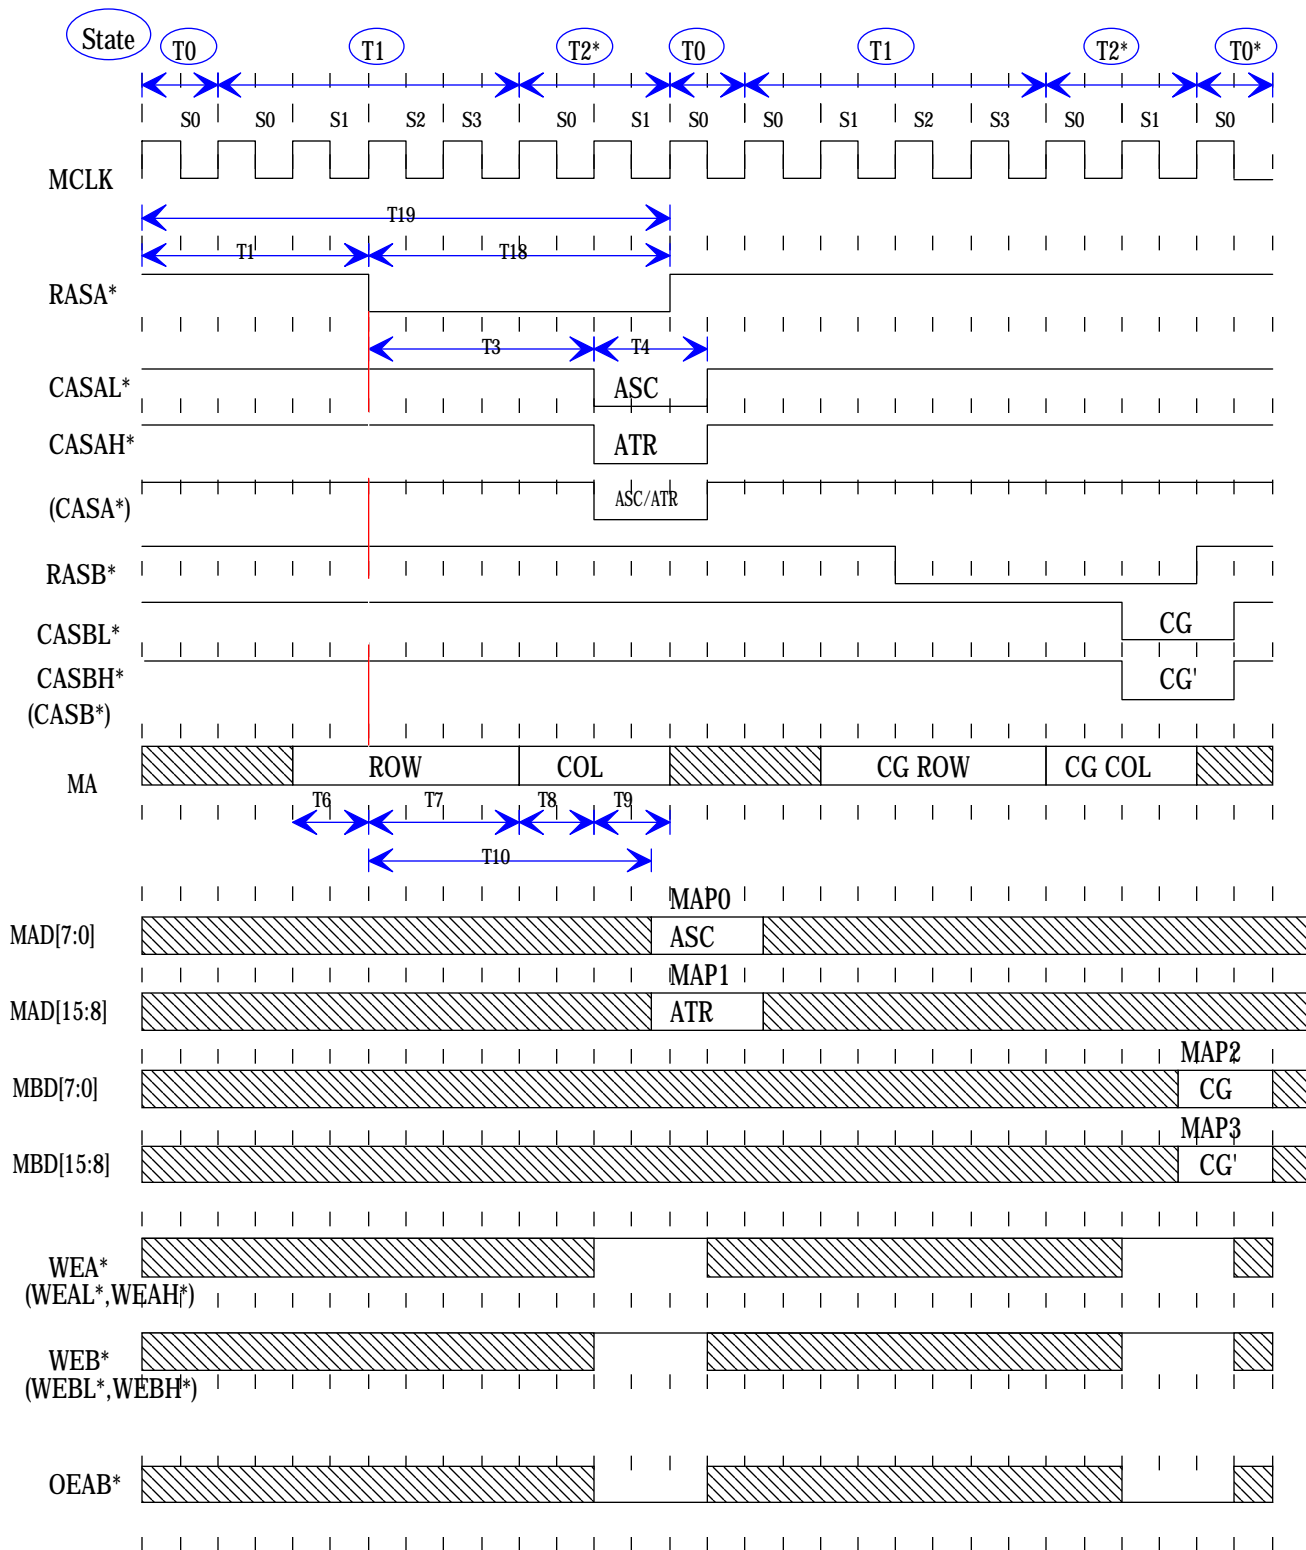 State T0 T1 T2* T0 T1 T2* T0*
S0 S0 S1 S2 S3 S0 S1 S0 S0 S1 S2 S3 S0 S1 S0
MCLK
T19
T1 T18
RASA*
T3 T4
CASAL* ASC
CASAH* ATR
(CASA*) ASC/ATR
RASB*
CASBL* CG
CASBH* CG'
(CASB*)
MA ROW COL CG ROW CG COL
T6 T7 T8 T9
T10
MAP0
MAD[7:0] ASC
MAP1
MAD[15:8] ATR
MAP2
MBD[7:0] CG
MAP3
MBD[15:8] CG'
WEA*
(WEAL*,WEAH*)
WEB*
(WEBL*,WEBH*)
OEAB*